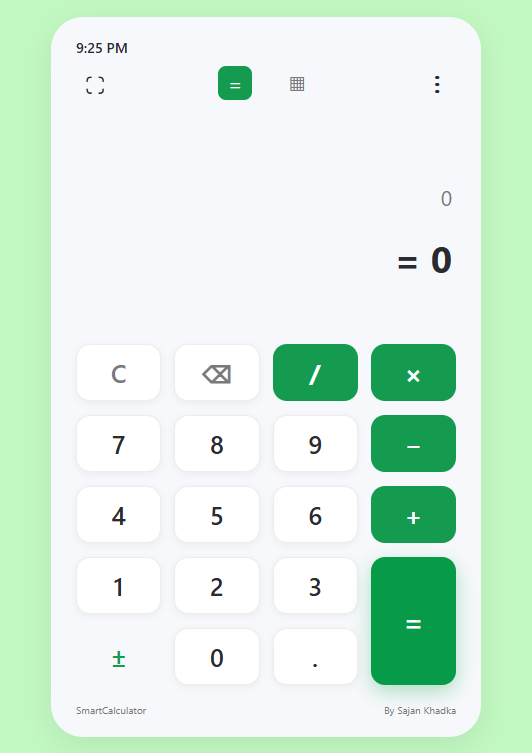 9:25 PM
=
0
= 0
C ⌫ / ×
7 8 9 −
4 5 6 +
1 2 3
=
± 0 .
SmartCalculator By Sajan Khadka